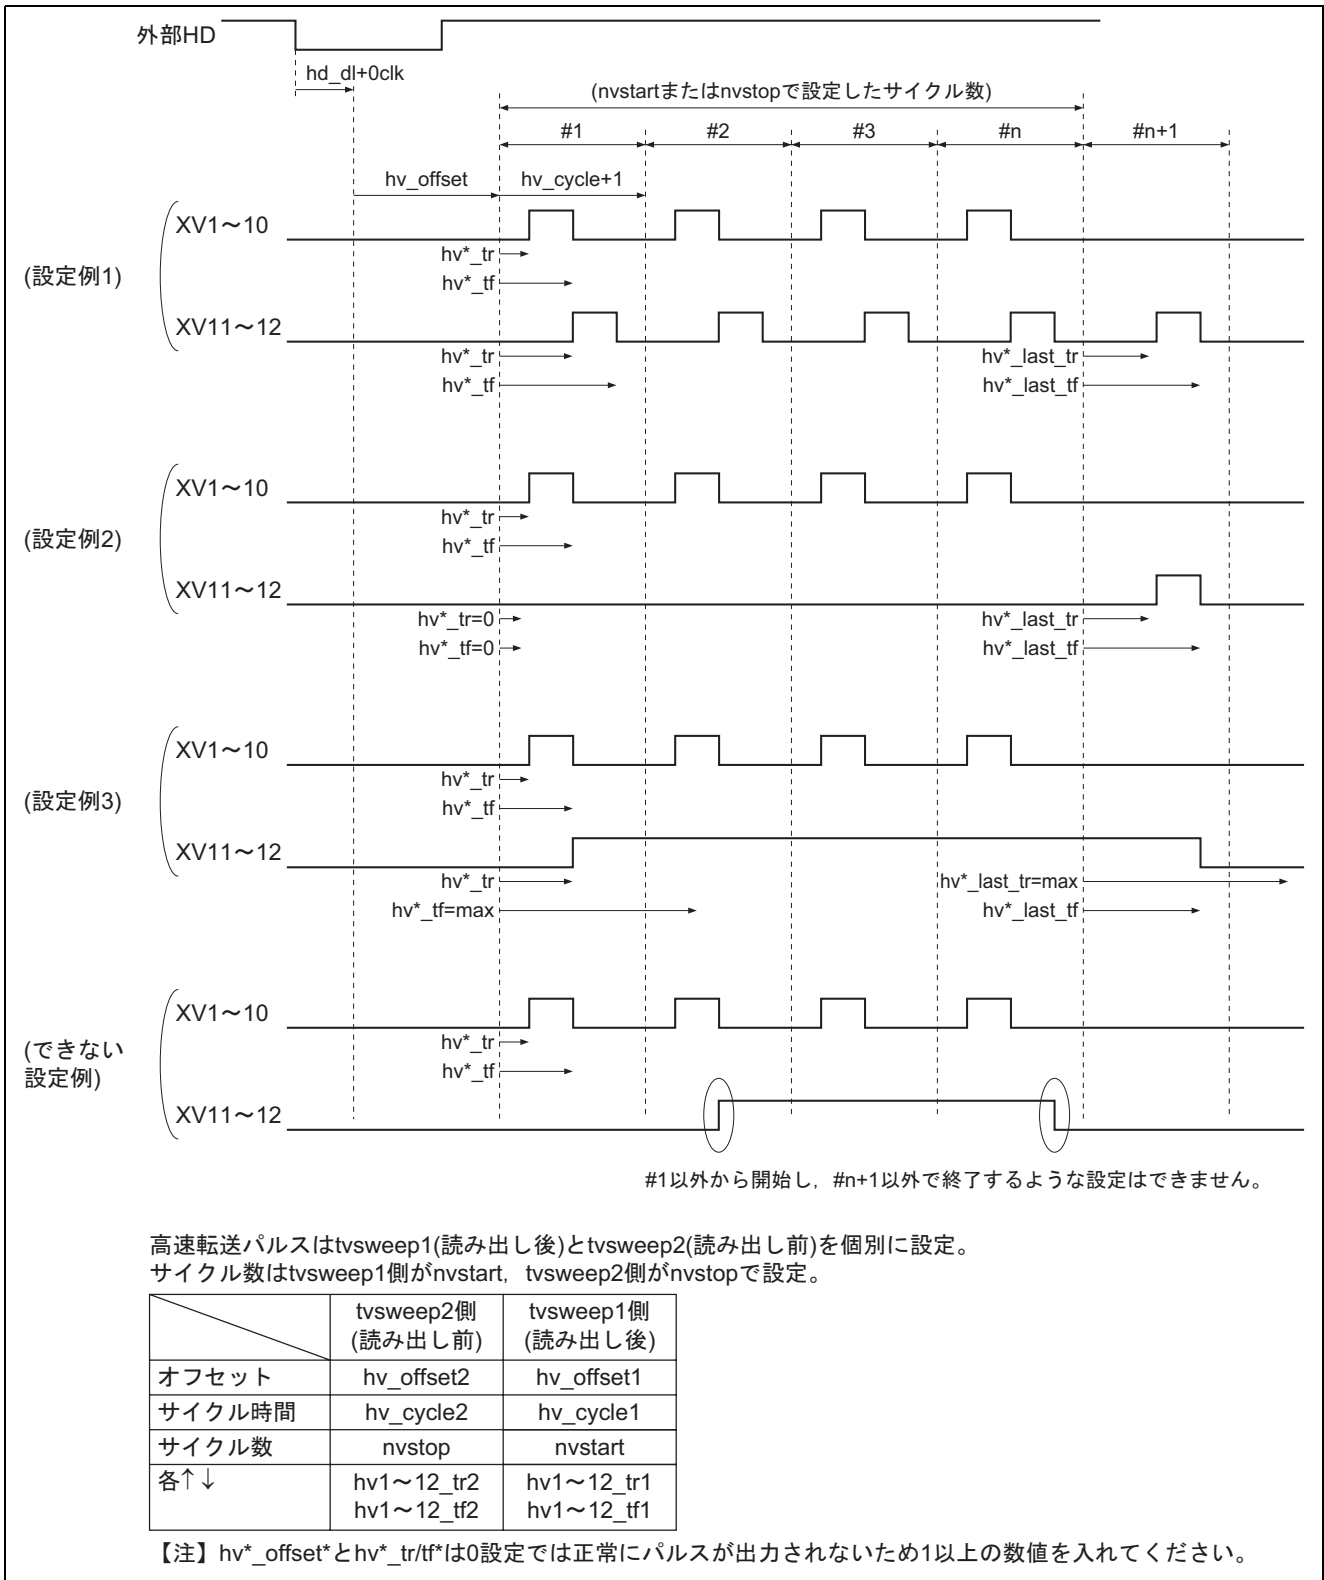 外部HD
hd_dl+0clk
(nvstartまたはnvstopで設定したサイクル数)
#1 #2 #3 #n #n+1
hv_offset hv_cycle+1
(設定例1)
XV1～10
hv*_tr
hv*_tf
XV11～12
hv*_tr hv*_last_tr
hv*_tf hv*_last_tf
(設定例2)
XV1～10
hv*_tr
hv*_tf
XV11～12
hv*_tr=0 hv*_last_tr
hv*_tf=0 hv*_last_tf
(設定例3)
XV1～10
hv*_tr
hv*_tf
XV11～12
hv*_tr hv*_last_tr=max
hv*_tf=max hv*_last_tf
(できない
設定例)
XV1～10
hv*_tr
hv*_tf
XV11～12
#1以外から開始し，#n+1以外で終了するような設定はできません。
高速転送パルスはtvsweep1(読み出し後)とtvsweep2(読み出し前)を個別に設定。
サイクル数はtvsweep1側がnvstart，tvsweep2側がnvstopで設定。
tvsweep2側 tvsweep1側
(読み出し前) (読み出し後)
オフセット hv_offset2 hv_offset1
サイクル時間 hv_cycle2 hv_cycle1
サイクル数 nvstop nvstart
各↑↓ hv1～12_tr2 hv1～12_tr1
hv1～12_tf2 hv1～12_tf1
【注】hv*_offset*とhv*_tr/tf*は0設定では正常にパルスが出力されないため1以上の数値を入れてください。